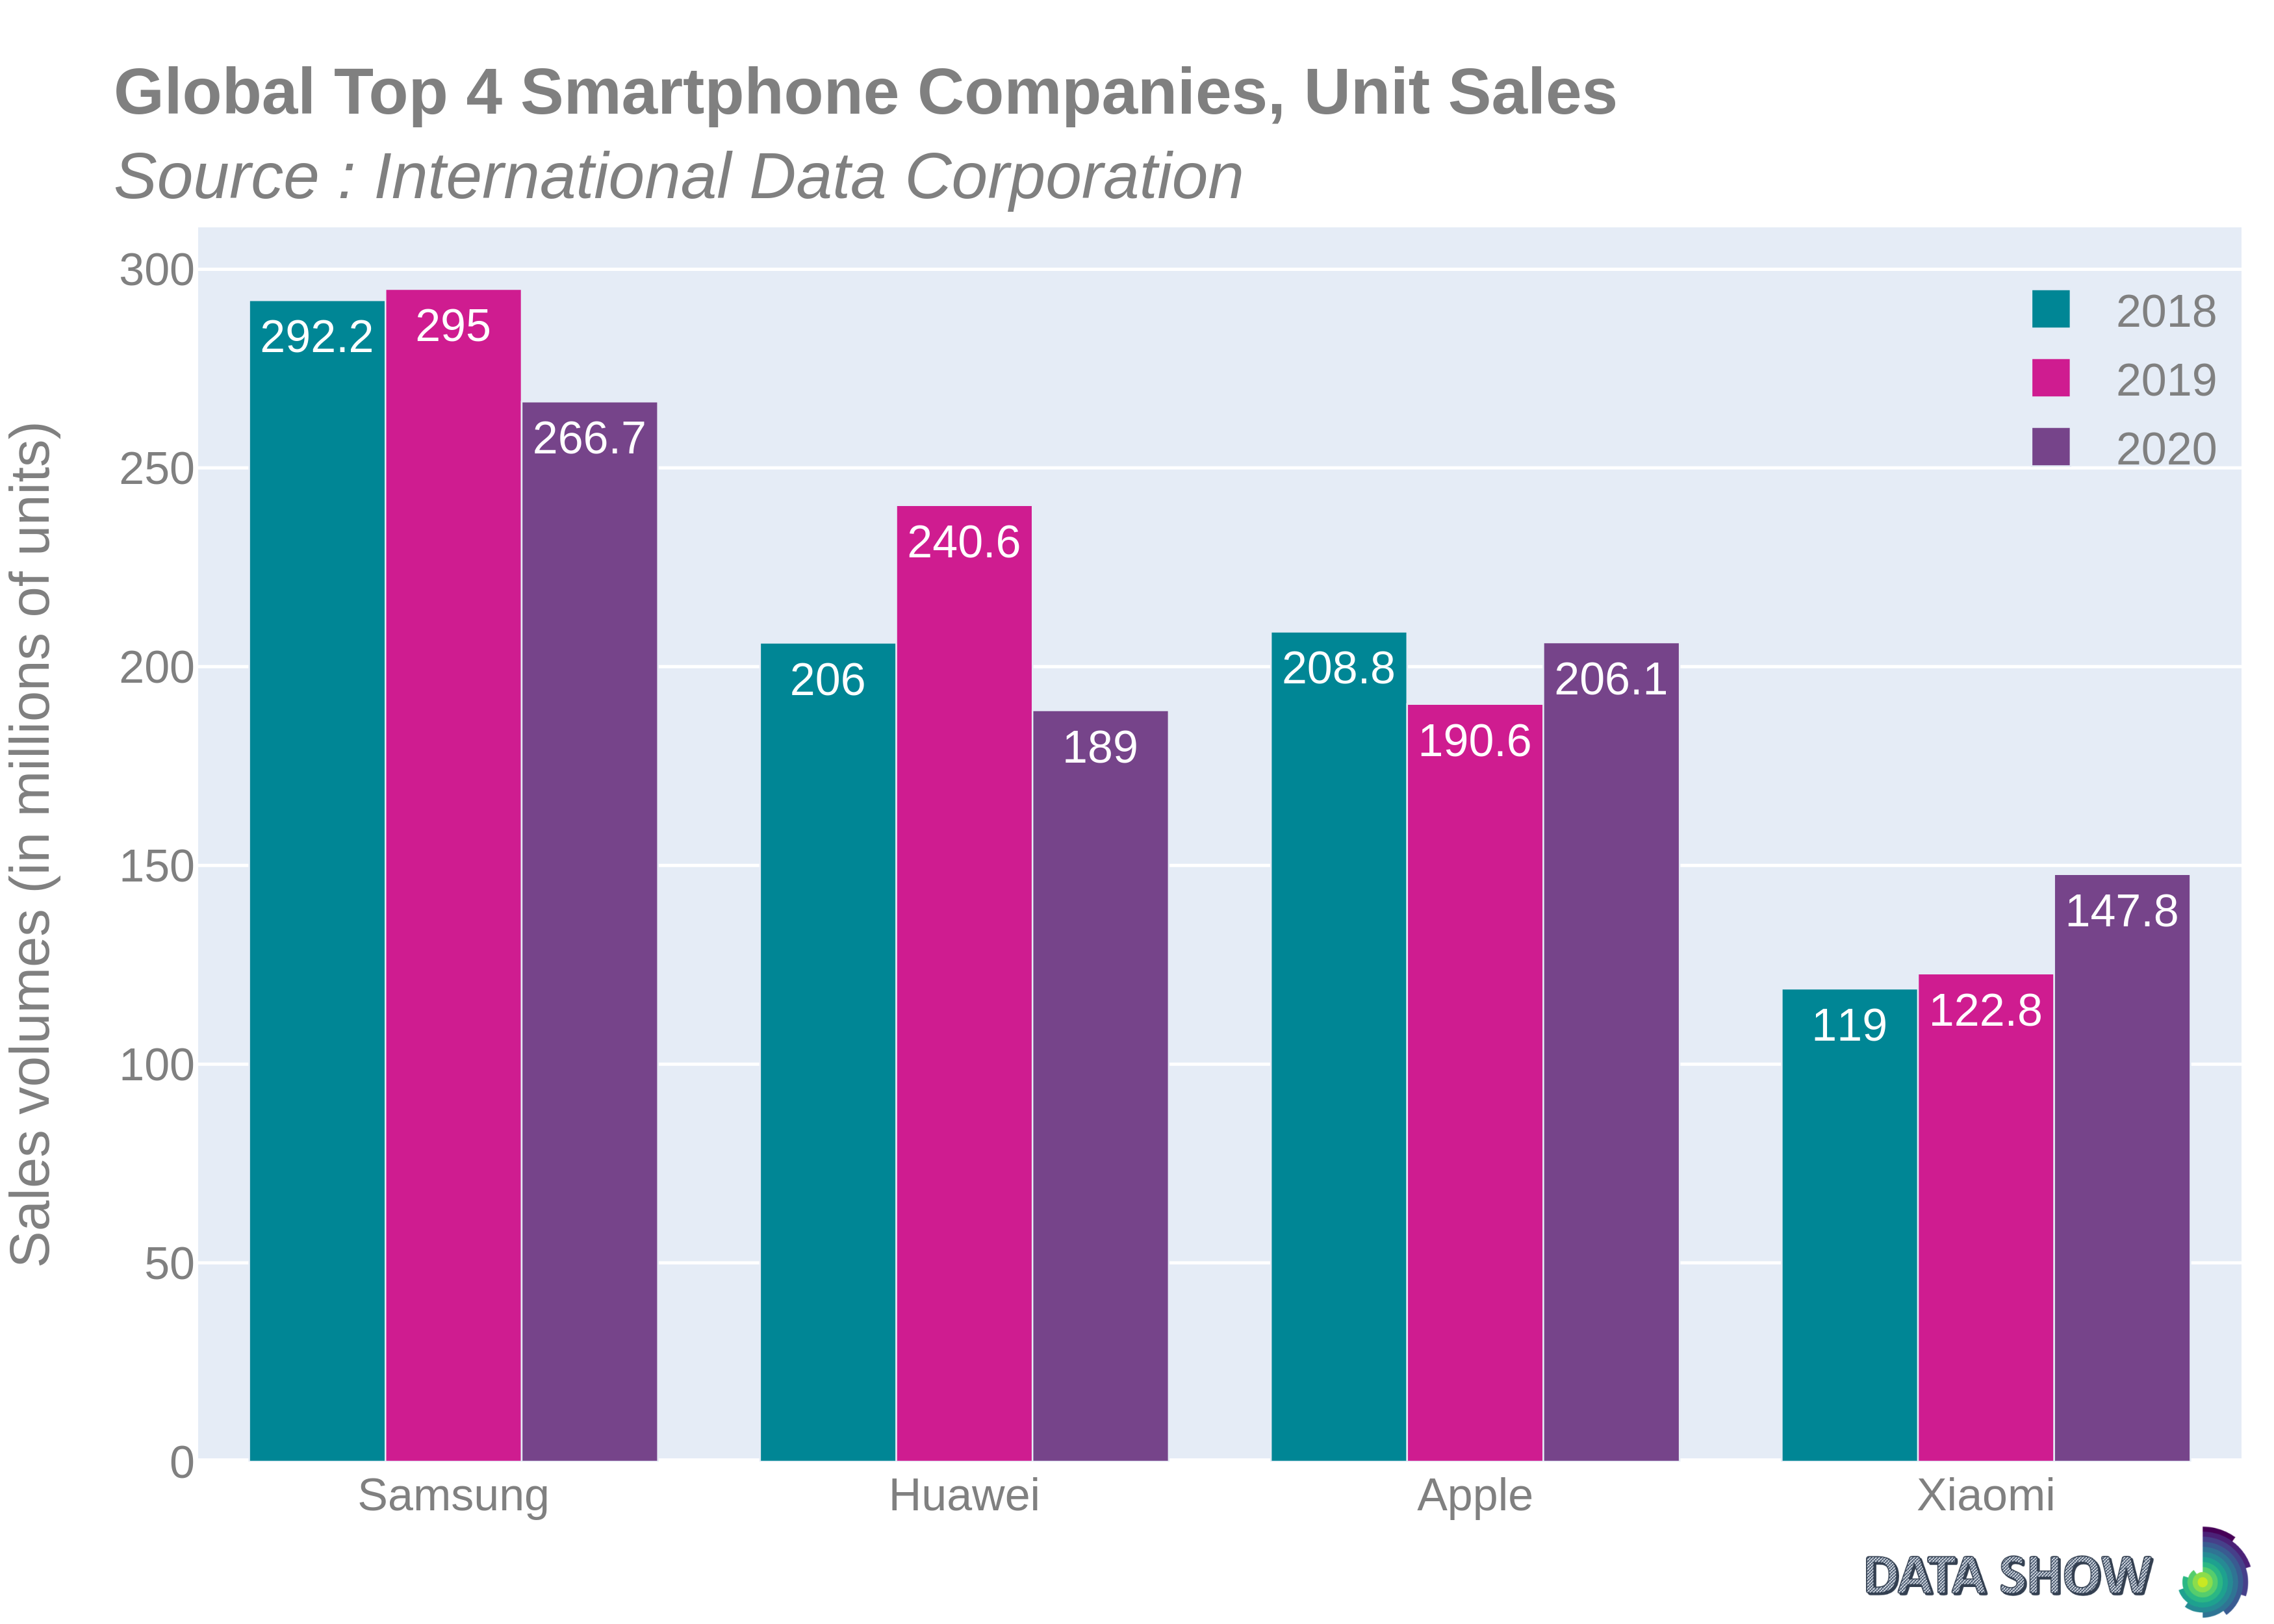 Global Top 4 Smartphone Companies, Unit Sales
Source : International Data Corporation
Sales volumes (in millions of units)
300
250
200
150
100
50
0
2018
2019
2020
292.2
295
266.7
206
240.6
189
208.8
190.6
206.1
119
122.8
147.8
Samsung
Huawei
Apple
Xiaomi
DATA SHOW